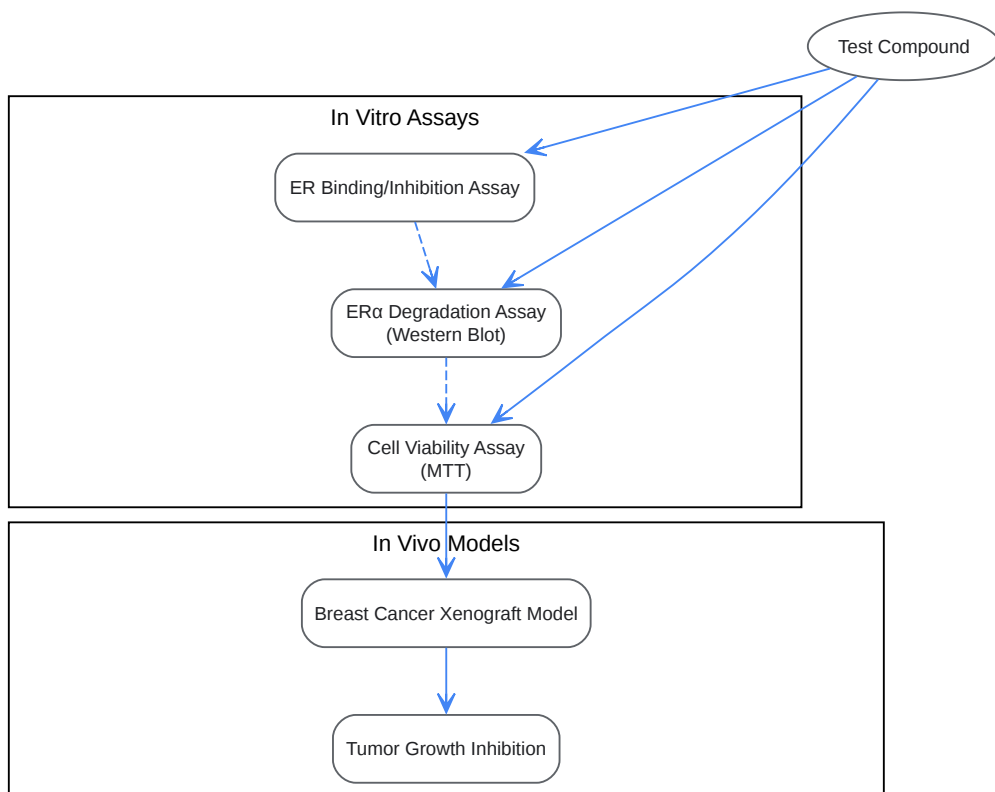 Test Compound
In Vitro Assays
ER Binding/Inhibition Assay
ERα Degradation Assay
(Western Blot)
Cell Viability Assay
(MTT)
In Vivo Models
Breast Cancer Xenograft Model
Tumor Growth Inhibition